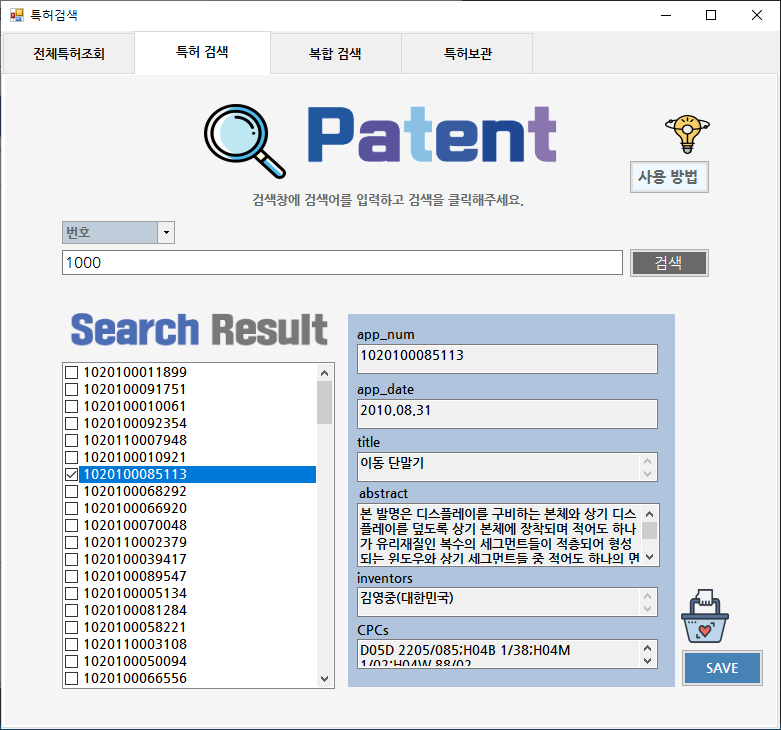 특허검색
전체특허조회
특허 검색
복합 검색
특허보관
Patent
사용 방법
검색창에 검색어를 입력하고 검색을 클릭해주세요.
번호
1000
검색
Search Result
1020100011899
1020100091751
1020100010061
1020100092354
1020110007948
1020100010921
1020100085113
1020100068292
1020100066920
1020100070048
1020110002379
1020100039417
1020100089547
1020100005134
1020100081284
1020100058221
1020110003108
1020100050094
1020100066556
app_num
1020100085113
app_date
2010.08.31
title
이동 단말기
abstract
본 발명은 디스플레이를 구비하는 본체와 상기 디스
플레이를 덮도록 상기 본체에 장착되며 적어도 하나
가 유리재질인 복수의 세그먼트들이 적층되어 형성
되는 윈도우와 상기 세그먼트들 중 적어도 하나의 면
inventors
김영중(대한민국)
CPCs
D05D 2205/085;H04B 1/38;H04M
1/02;H04W 88/02
SAVE